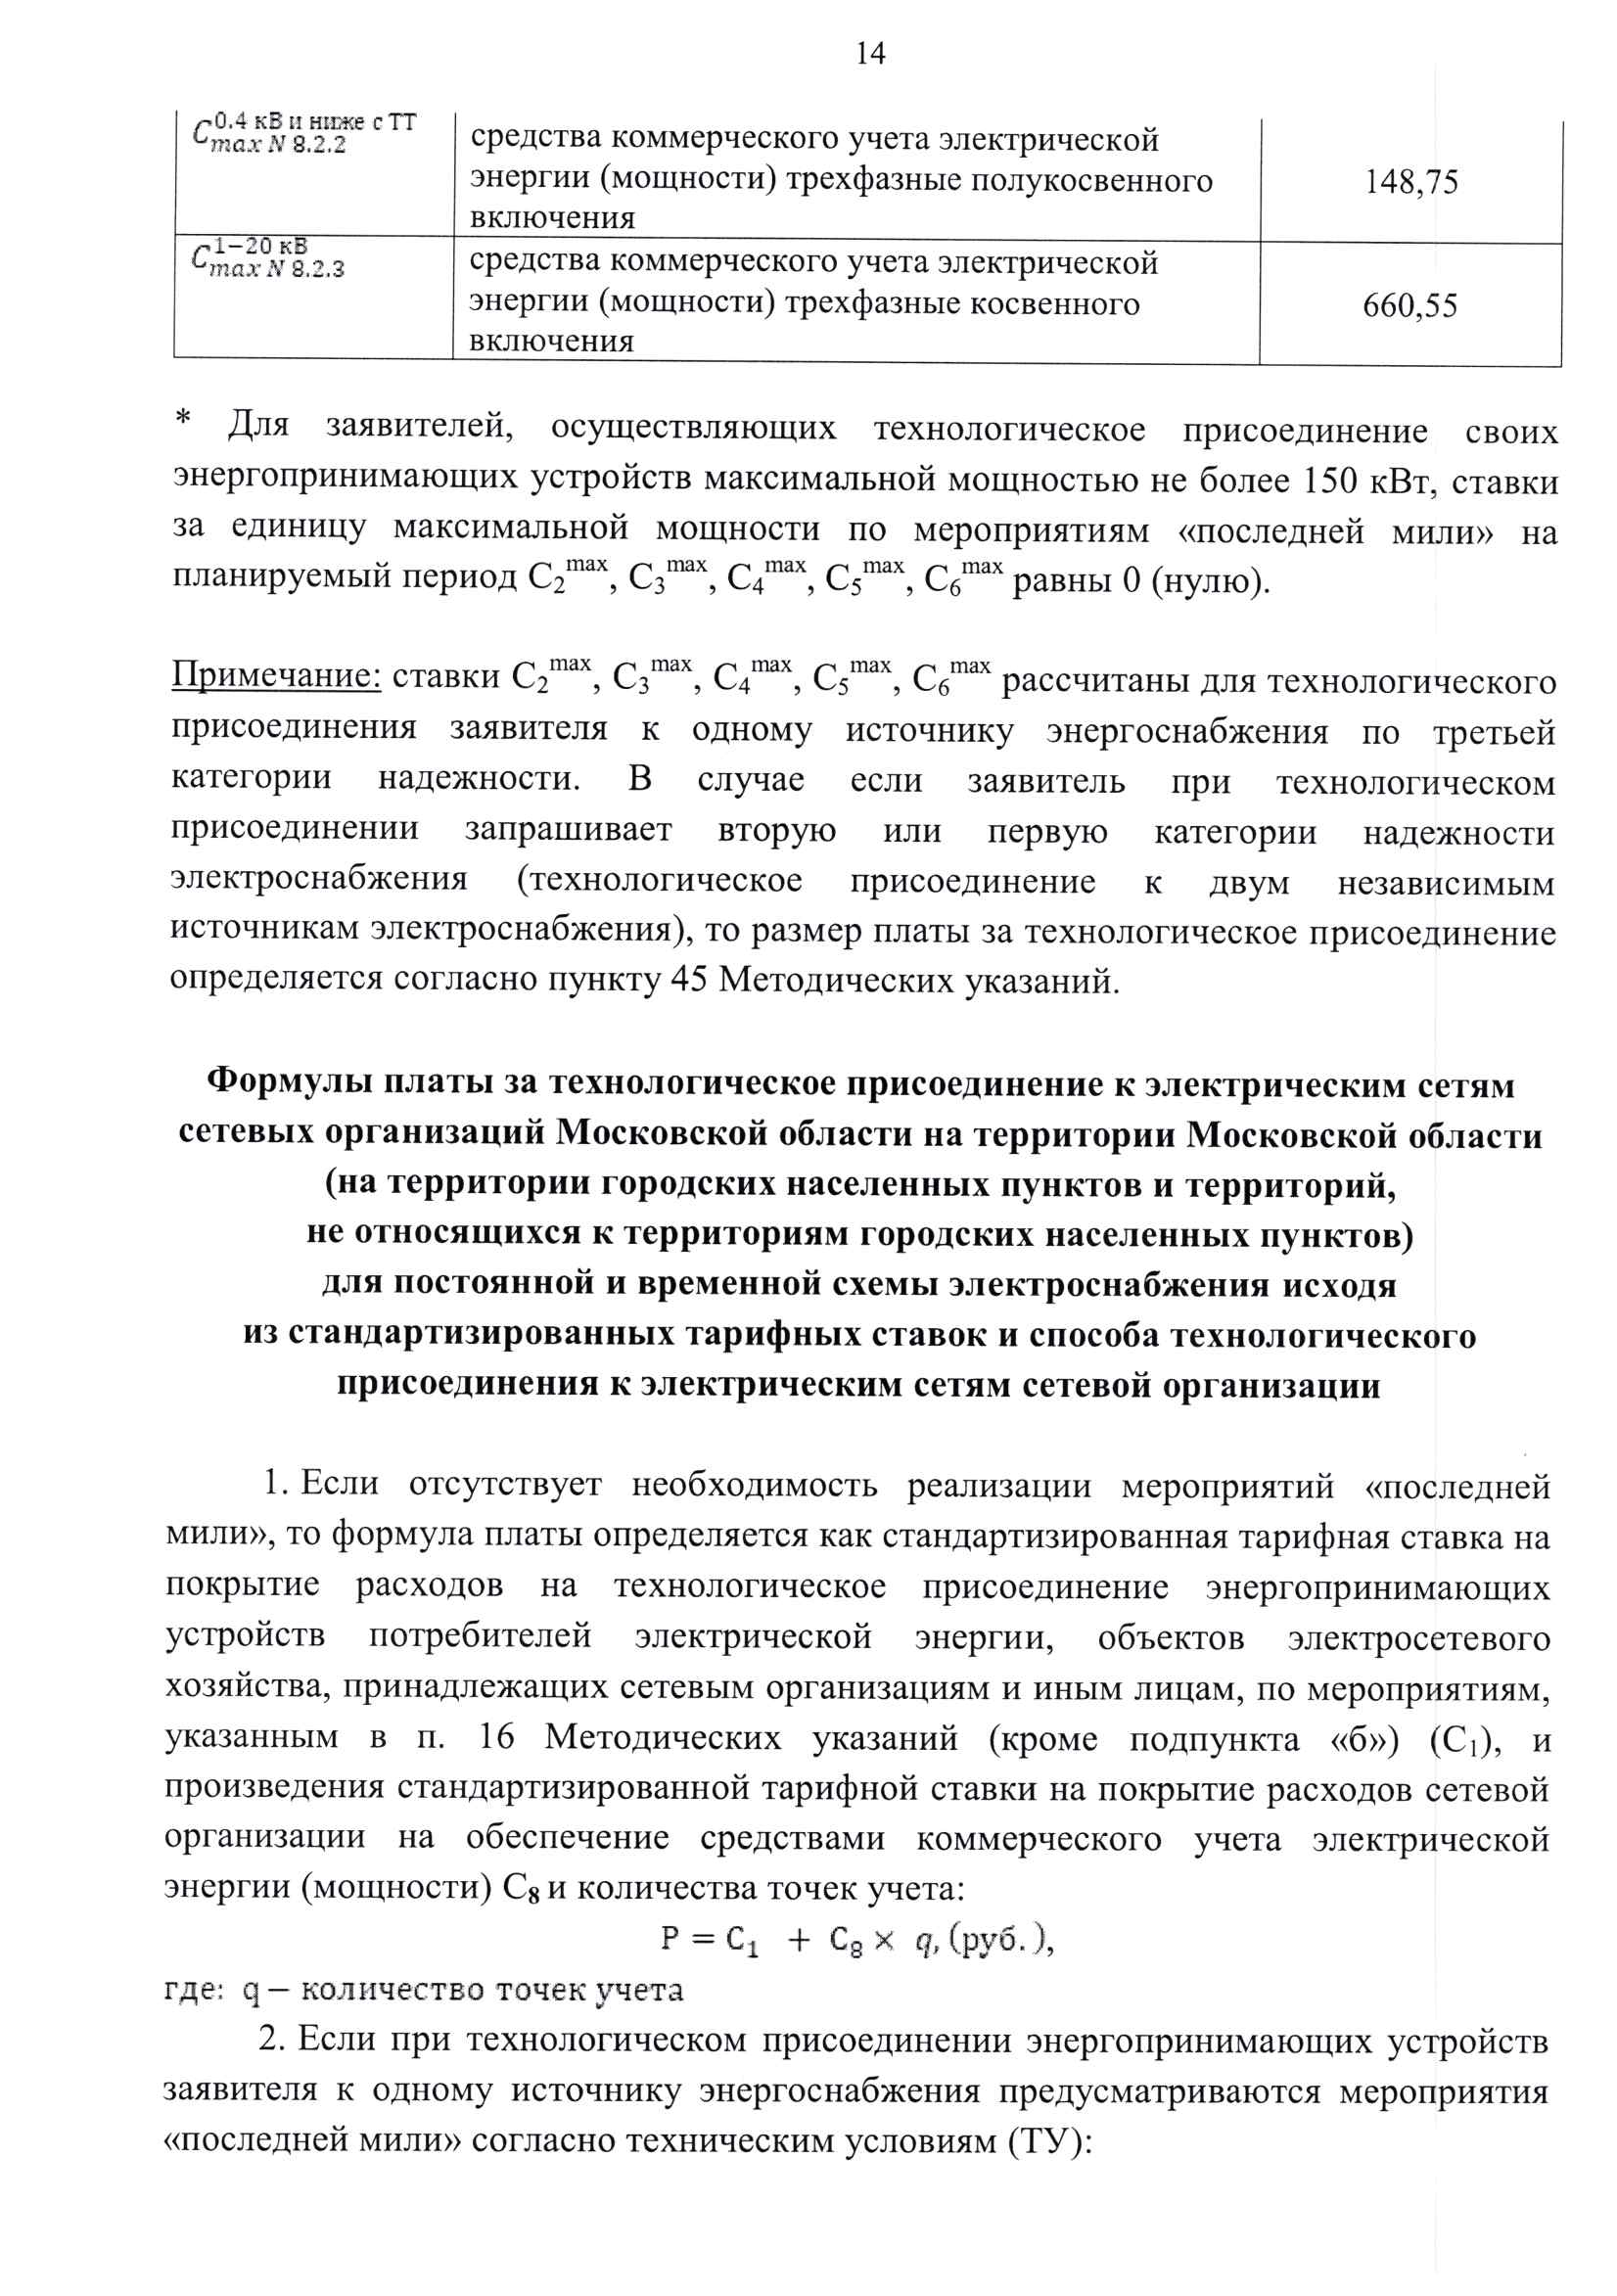 14
C 0.4 кВ и ниже с ТТ max N 8.2.2
средства коммерческого учета электрической
энергии (мощности) трехфазные полукосвенного
включения
148,75
C 1–20 кВ max N 8.2.3
средства коммерческого учета электрической
энергии (мощности) трехфазные косвенного
включения
660,55
* Для заявителей, осуществляющих технологическое присоединение своих
энергопринимающих устройств максимальной мощностью не более 150 кВт, ставки
за единицу максимальной мощности по мероприятиям «последней мили» на
планируемый период C₂ᵐᵃˣ, C₃ᵐᵃˣ, C₄ᵐᵃˣ, C₅ᵐᵃˣ, C₆ᵐᵃˣ равны 0 (нулю).
Примечание: ставки C₂ᵐᵃˣ, C₃ᵐᵃˣ, C₄ᵐᵃˣ, C₅ᵐᵃˣ, C₆ᵐᵃˣ рассчитаны для технологического
присоединения заявителя к одному источнику энергоснабжения по третьей
категории надежности. В случае если заявитель при технологическом
присоединении запрашивает вторую или первую категории надежности
электроснабжения (технологическое присоединение к двум независимым
источникам электроснабжения), то размер платы за технологическое присоединение
определяется согласно пункту 45 Методических указаний.
Формулы платы за технологическое присоединение к электрическим сетям
сетевых организаций Московской области на территории Московской области
(на территории городских населенных пунктов и территорий,
не относящихся к территориям городских населенных пунктов)
для постоянной и временной схемы электроснабжения исходя
из стандартизированных тарифных ставок и способа технологического
присоединения к электрическим сетям сетевой организации
1. Если отсутствует необходимость реализации мероприятий «последней
мили», то формула платы определяется как стандартизированная тарифная ставка на
покрытие расходов на технологическое присоединение энергопринимающих
устройств потребителей электрической энергии, объектов электросетевого
хозяйства, принадлежащих сетевым организациям и иным лицам, по мероприятиям,
указанным в п. 16 Методических указаний (кроме подпункта «б») (C₁), и
произведения стандартизированной тарифной ставки на покрытие расходов сетевой
организации на обеспечение средствами коммерческого учета электрической
энергии (мощности) C₈ и количества точек учета:
P = C₁ + C₈ × q, (руб.),
где: q – количество точек учета
2. Если при технологическом присоединении энергопринимающих устройств
заявителя к одному источнику энергоснабжения предусматриваются мероприятия
«последней мили» согласно техническим условиям (ТУ):